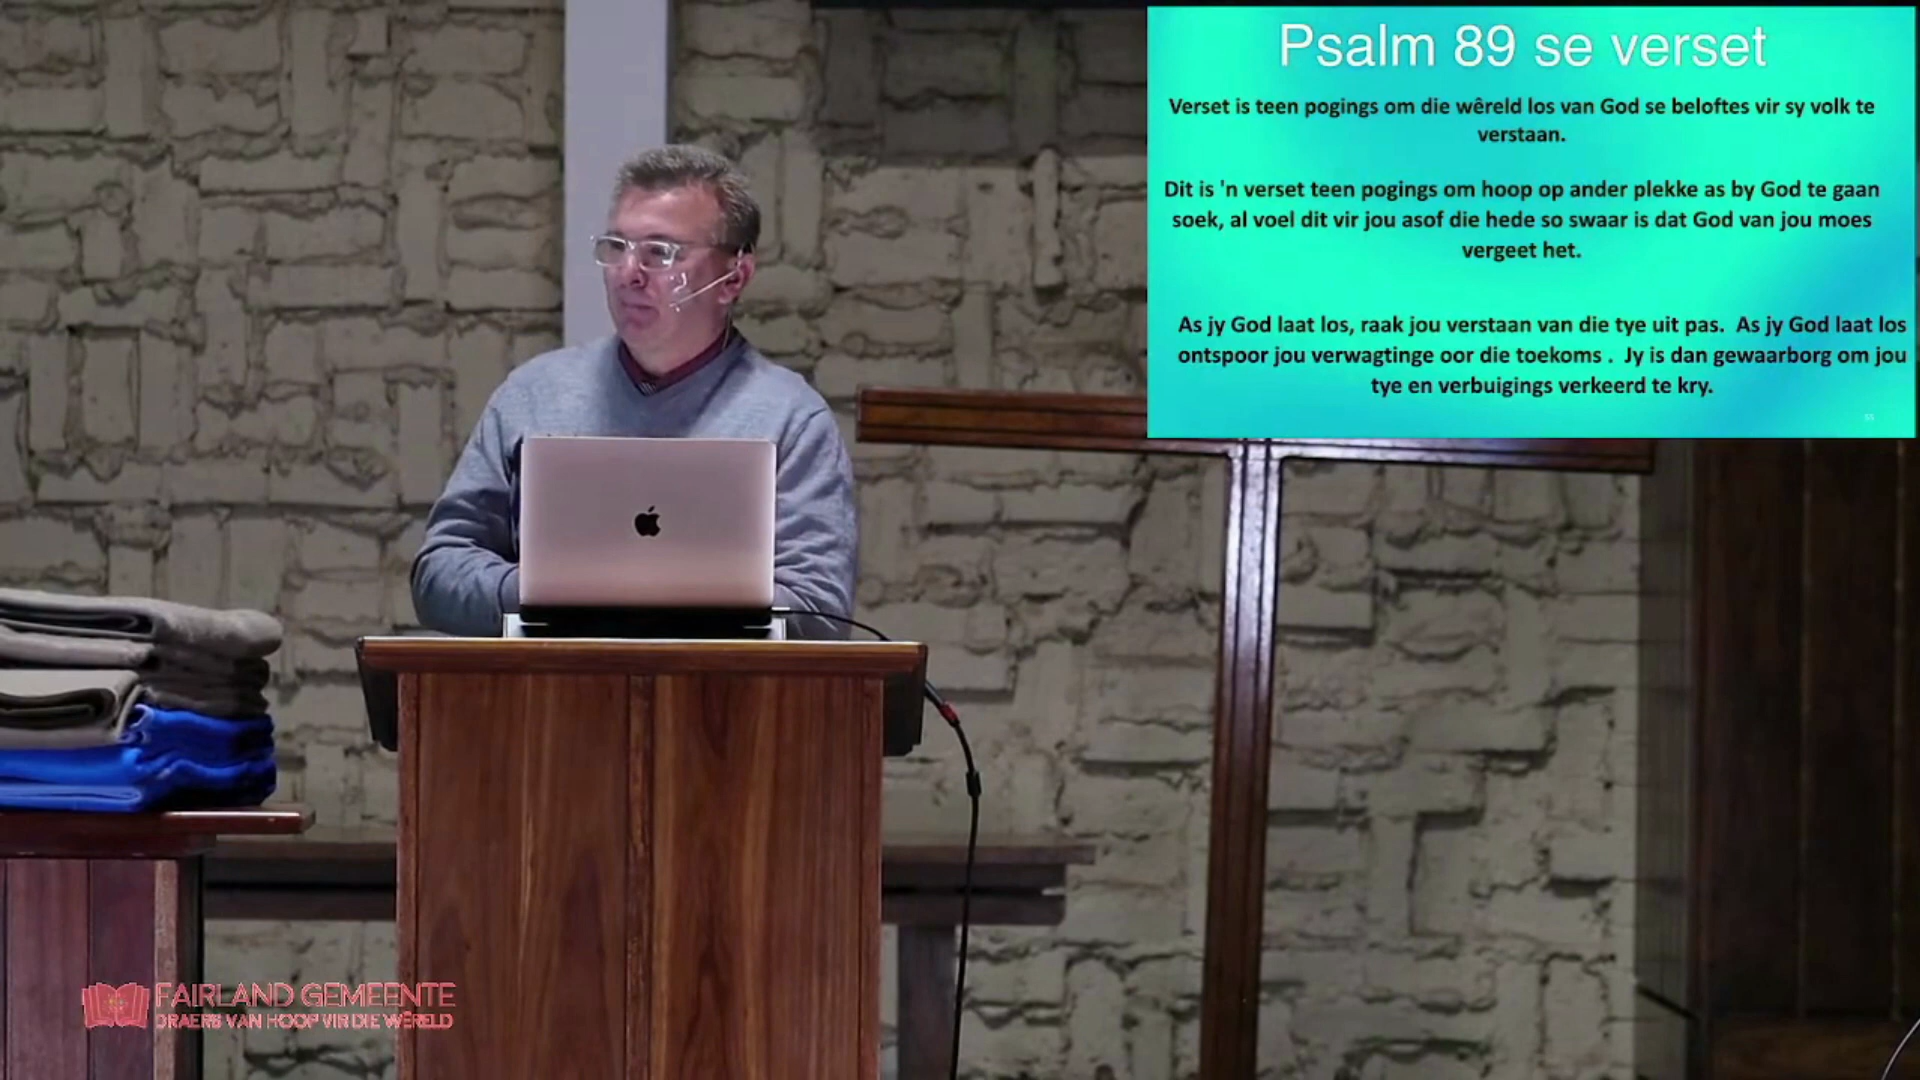 Psalm 89 se verset
Verset is teen pogings om die wêreld los van God se beloftes vir sy volk te
verstaan.
Dit is 'n verset teen pogings om hoop op ander plekke as by God te gaan
soek, al voel dit vir jou asof die hede so swaar is dat God van jou moes
vergeet het.
As jy God laat los, raak jou verstaan van die tye uit pas. As jy God laat los
ontspoor jou verwagtinge oor die toekoms . Jy is dan gewaarborg om jou
tye en verbuigings verkeerd te kry.
FAIRLAND GEMEENTE
DRAERS VAN HOOP VIR DIE WÊRELD